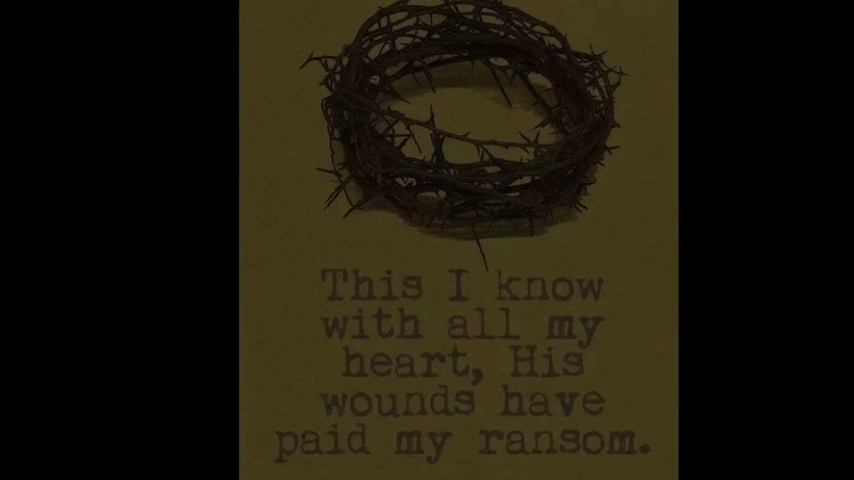 This I know
with all my
heart, His
wounds have
paid my ransom.